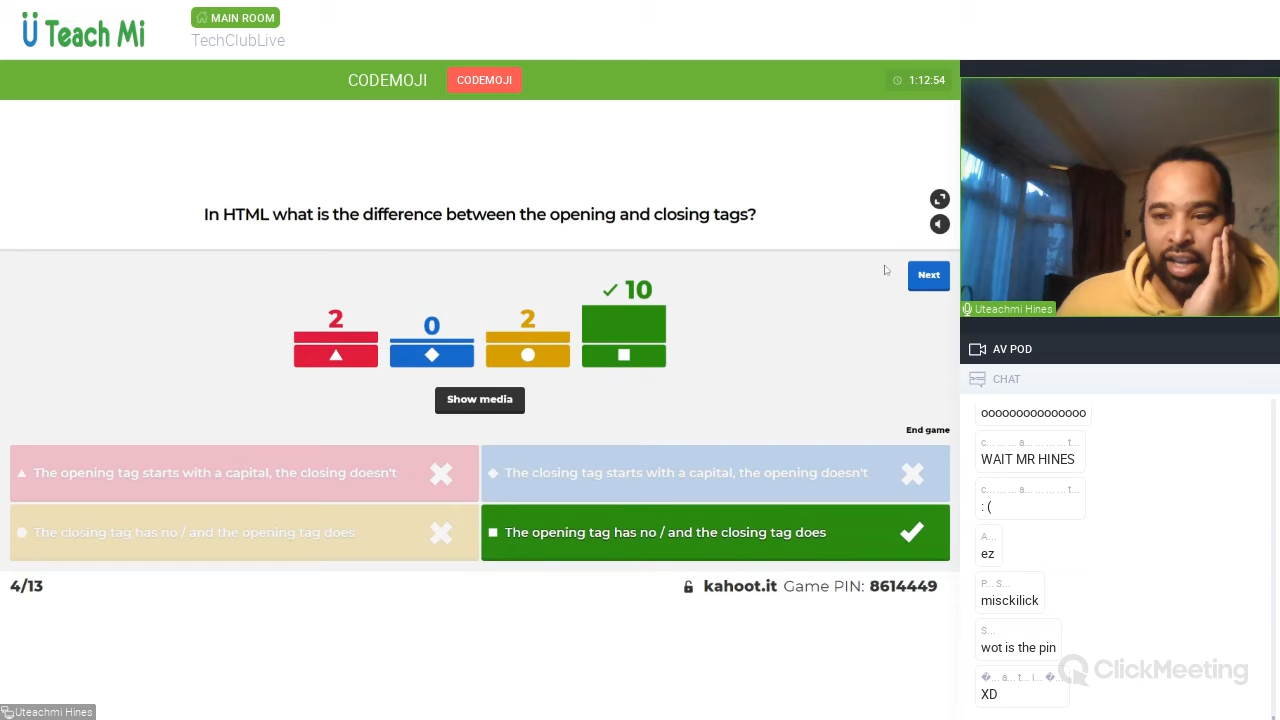 Ü Teach Mi
MAIN ROOM
TechClubLive
CODEMOJI
CODEMOJI
1:12:54
In HTML what is the difference between the opening and closing tags?
Next
2
0
2
10
Show media
End game
The opening tag starts with a capital, the closing doesn't
The closing tag starts with a capital, the opening doesn't
The closing tag has no / and the opening tag does
The opening tag has no / and the closing tag does
4/13
kahoot.it Game PIN: 8614449
Uteachmi Hines
Uteachmi Hines
AV POD
CHAT
ooooooooooooooo
c... ... a... ... ... ... t...
WAIT MR HINES
c... ... a... ... ... ... t...
: (
A...
ez
P... S...
misckilick
S...
wot is the pin
ClickMeeting
XD